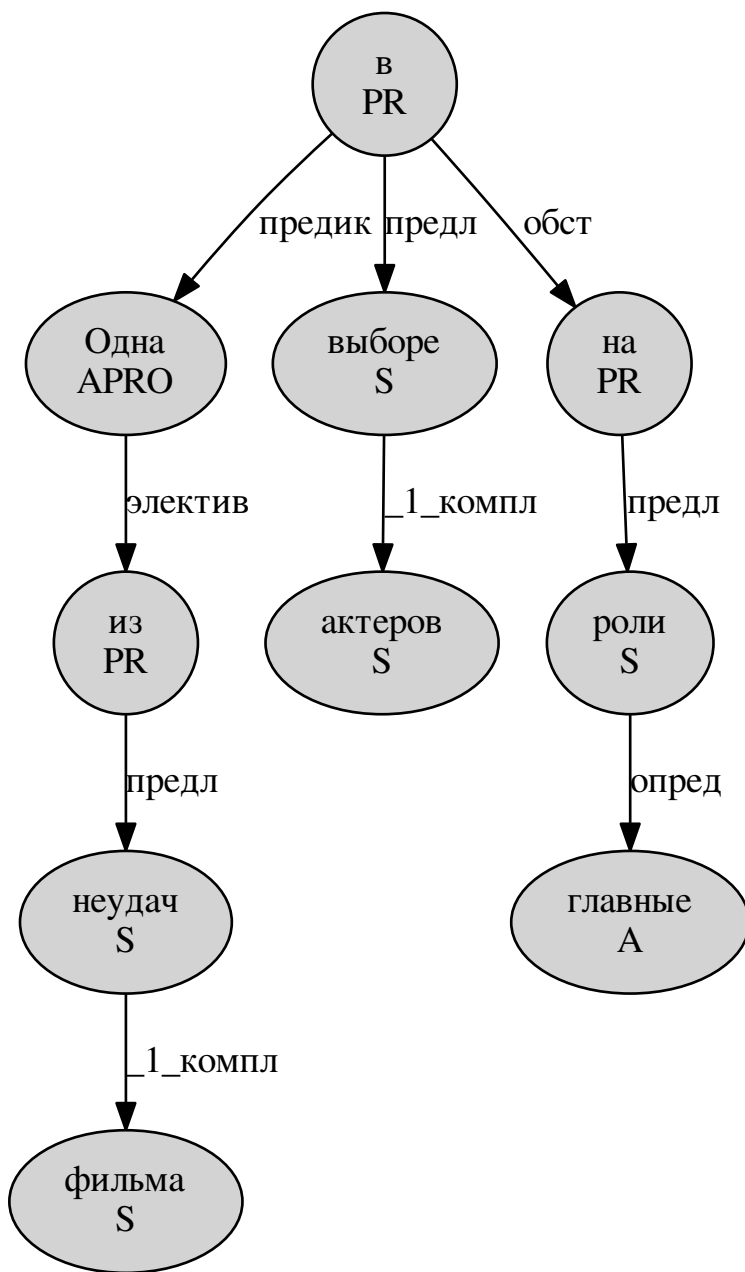 в
PR
предик
предл
обст
Одна
APRO
выборе
S
на
PR
электив
_1_компл
предл
из
PR
актеров
S
роли
S
предл
опред
неудач
S
главные
A
_1_компл
фильма
S